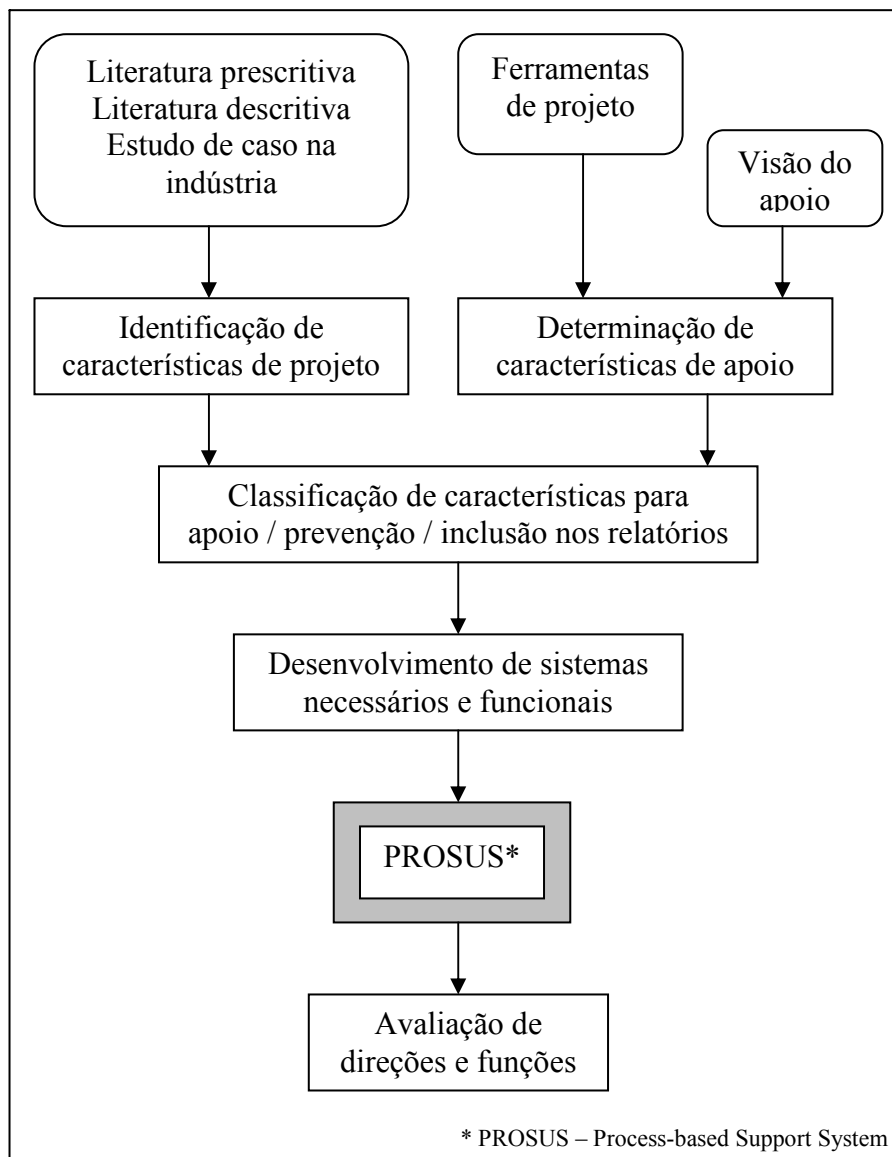 Literatura prescritiva
Literatura descritiva
Estudo de caso na
indústria
Ferramentas
de projeto
Visão do
apoio
Identificação de
características de projeto
Determinação de
características de apoio
Classificação de características para
apoio / prevenção / inclusão nos relatórios
Desenvolvimento de sistemas
necessários e funcionais
PROSUS*
Avaliação de
direções e funções
* PROSUS – Process-based Support System